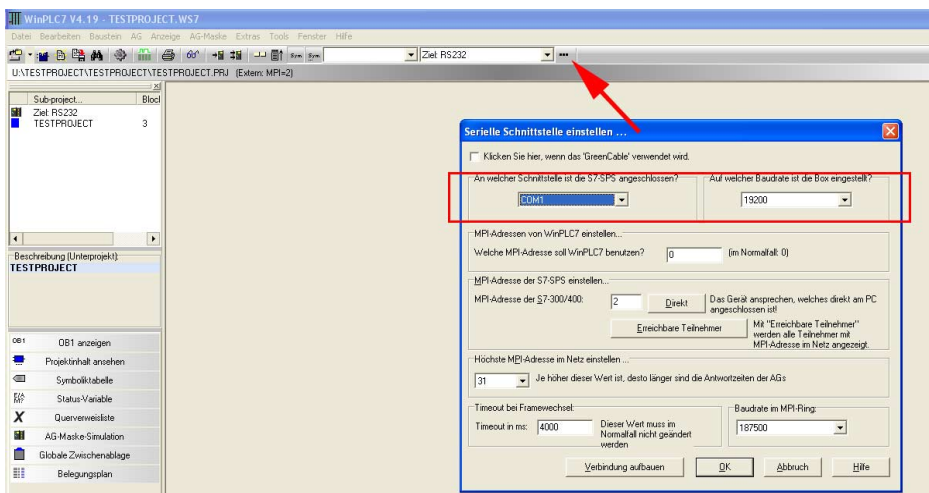 WinPLC7 V4.19 - TESTPROJECT.WS7
Datei Bearbeiten Baustein AG Anzeige AG-Maske Extras Tools Fenster Hilfe
Sym Sym Ziel: RS232
U:\TESTPROJECT\TESTPROJECT\TESTPROJECT.PRJ (Extern: MPI=2)
Sub-project... Bloc
Ziel: RS232
TESTPROJECT 3
Beschreibung (Unterprojekt):
TESTPROJECT
OB1 OB1 anzeigen
Projektinhalt ansehen
Symboliktabelle
Status-Variable
X Querverweisliste
AG-Maske-Simulation
Globale Zwischenablage
Belegungsplan
Serielle Schnittstelle einstellen ...
Klicken Sie hier, wenn das 'GreenCable' verwendet wird.
An welcher Schnittstelle ist die S7-SPS angeschlossen?
COM1
Auf welcher Baudrate ist die Box eingestellt?
19200
MPI-Adressen von WinPLC7 einstellen...
Welche MPI-Adresse soll WinPLC7 benutzen? 0 (im Normalfall: 0)
MPI-Adresse der S7-SPS einstellen...
MPI-Adresse der S7-300/400: 2 Direkt
Das Gerät ansprechen, welches direkt am PC
angeschlossen ist!
Erreichbare Teilnehmer
Mit "Erreichbare Teilnehmer"
werden alle Teilnehmer mit
MPI-Adresse im Netz angezeigt.
Höchste MPI-Adresse im Netz einstellen ...
31 Je höher dieser Wert ist, desto länger sind die Antwortzeiten der AGs
Timeout bei Framewechsel:
Timeout in ms: 4000
Dieser Wert muss im
Normalfall nicht geändert
werden
Baudrate im MPI-Ring:
187500
Verbindung aufbauen OK Abbruch Hilfe